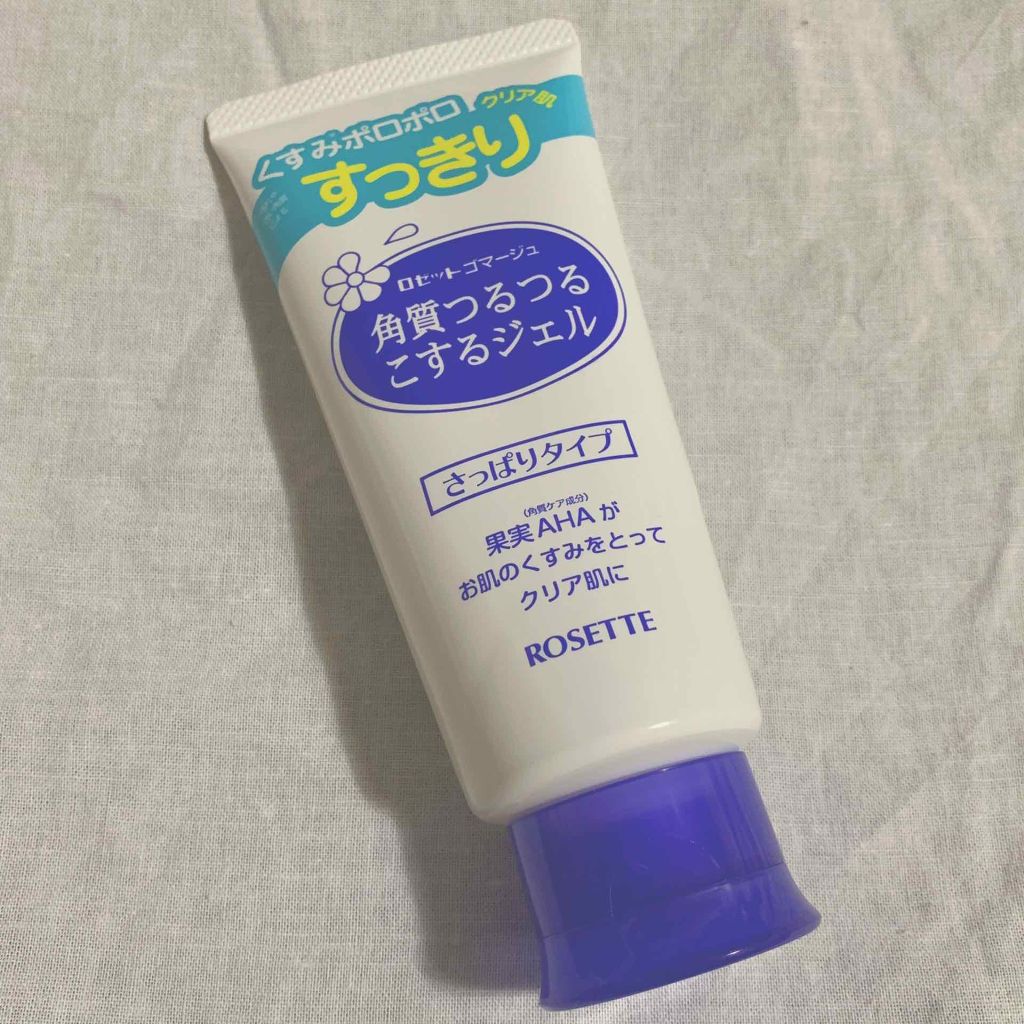 くすみポロポロ クリア肌
すっきり
ロゼット ゴマージュ
角質つるつる
こするジェル
さっぱりタイプ
(角質ケア成分)
果実AHAが
お肌のくすみをとって
クリア肌に
ROSETTE